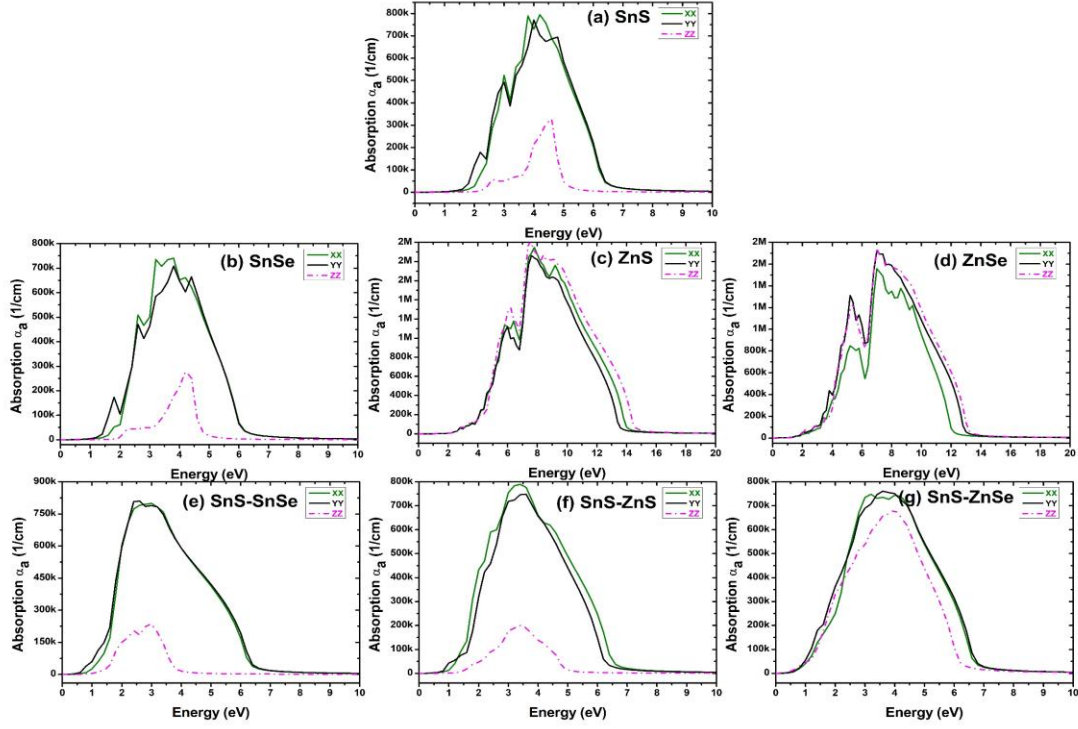 (a) SnS
XX
YY
ZZ
Absorption αa (1/cm)
800k
700k
600k
500k
400k
300k
200k
100k
0
0 1 2 3 4 5 6 7 8 9 10
Energy (eV)
(b) SnSe
XX
YY
ZZ
Absorption αa (1/cm)
800k
700k
600k
500k
400k
300k
200k
100k
0
0 1 2 3 4 5 6 7 8 9 10
Energy (eV)
(c) ZnS
XX
YY
ZZ
Absorption αa (1/cm)
2M
2M
2M
1M
1M
1M
800k
600k
400k
200k
0
0 2 4 6 8 10 12 14 16 18 20
Energy (eV)
(d) ZnSe
XX
YY
ZZ
Absorption αa (1/cm)
2M
2M
2M
1M
1M
1M
800k
600k
400k
200k
0
0 2 4 6 8 10 12 14 16 18 20
Energy (eV)
(e) SnS-SnSe
XX
YY
ZZ
Absorption αa (1/cm)
900k
750k
600k
450k
300k
150k
0
0 1 2 3 4 5 6 7 8 9 10
Energy (eV)
(f) SnS-ZnS
XX
YY
ZZ
Absorption αa (1/cm)
800k
700k
600k
500k
400k
300k
200k
100k
0
0 1 2 3 4 5 6 7 8 9 10
Energy (eV)
(g) SnS-ZnSe
XX
YY
ZZ
Absorption αa (1/cm)
800k
700k
600k
500k
400k
300k
200k
100k
0
0 1 2 3 4 5 6 7 8 9 10
Energy (eV)